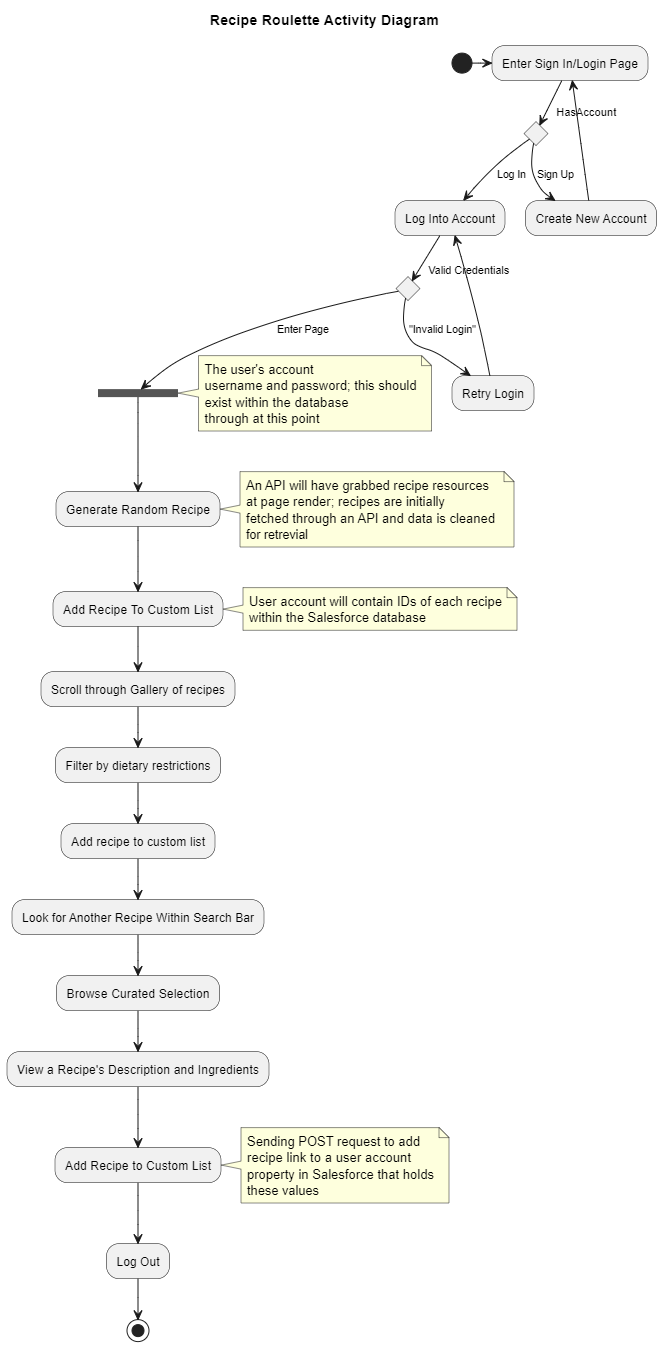 Recipe Roulette Activity Diagram
Enter Sign In/Login Page
HasAccount
Log In
Sign Up
Log Into Account
Create New Account
Valid Credentials
Enter Page
"Invalid Login"
The user's account
username and password; this should
exist within the database
through at this point
Retry Login
An API will have grabbed recipe resources
at page render; recipes are initially
fetched through an API and data is cleaned
for retrevial
Generate Random Recipe
User account will contain IDs of each recipe
within the Salesforce database
Add Recipe To Custom List
Scroll through Gallery of recipes
Filter by dietary restrictions
Add recipe to custom list
Look for Another Recipe Within Search Bar
Browse Curated Selection
View a Recipe's Description and Ingredients
Sending POST request to add
recipe link to a user account
property in Salesforce that holds
these values
Add Recipe to Custom List
Log Out